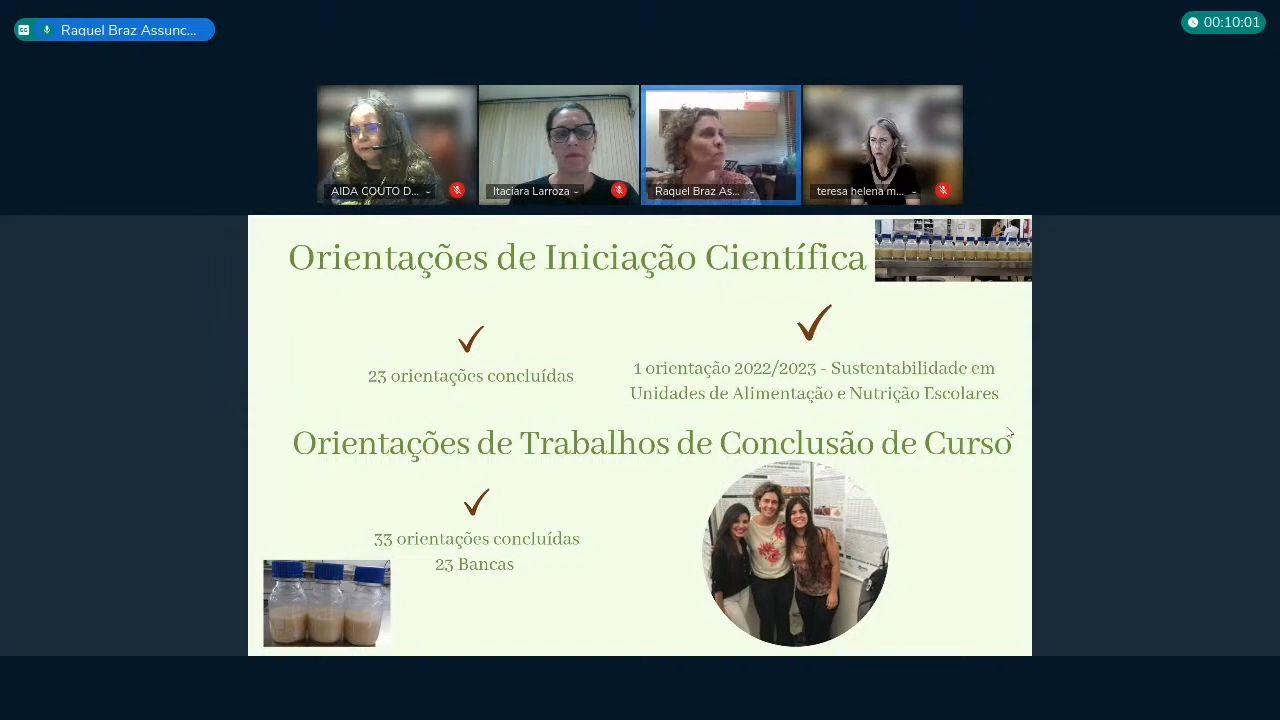 Raquel Braz Assunc...
00:10:01
AIDA COUTO D...
Itaciara Larroza
Raquel Braz As...
teresa helena m...
Orientações de Iniciação Científica
23 orientações concluídas
1 orientação 2022/2023 - Sustentabilidade em
Unidades de Alimentação e Nutrição Escolares
Orientações de Trabalhos de Conclusão de Curso
33 orientações concluídas
23 Bancas